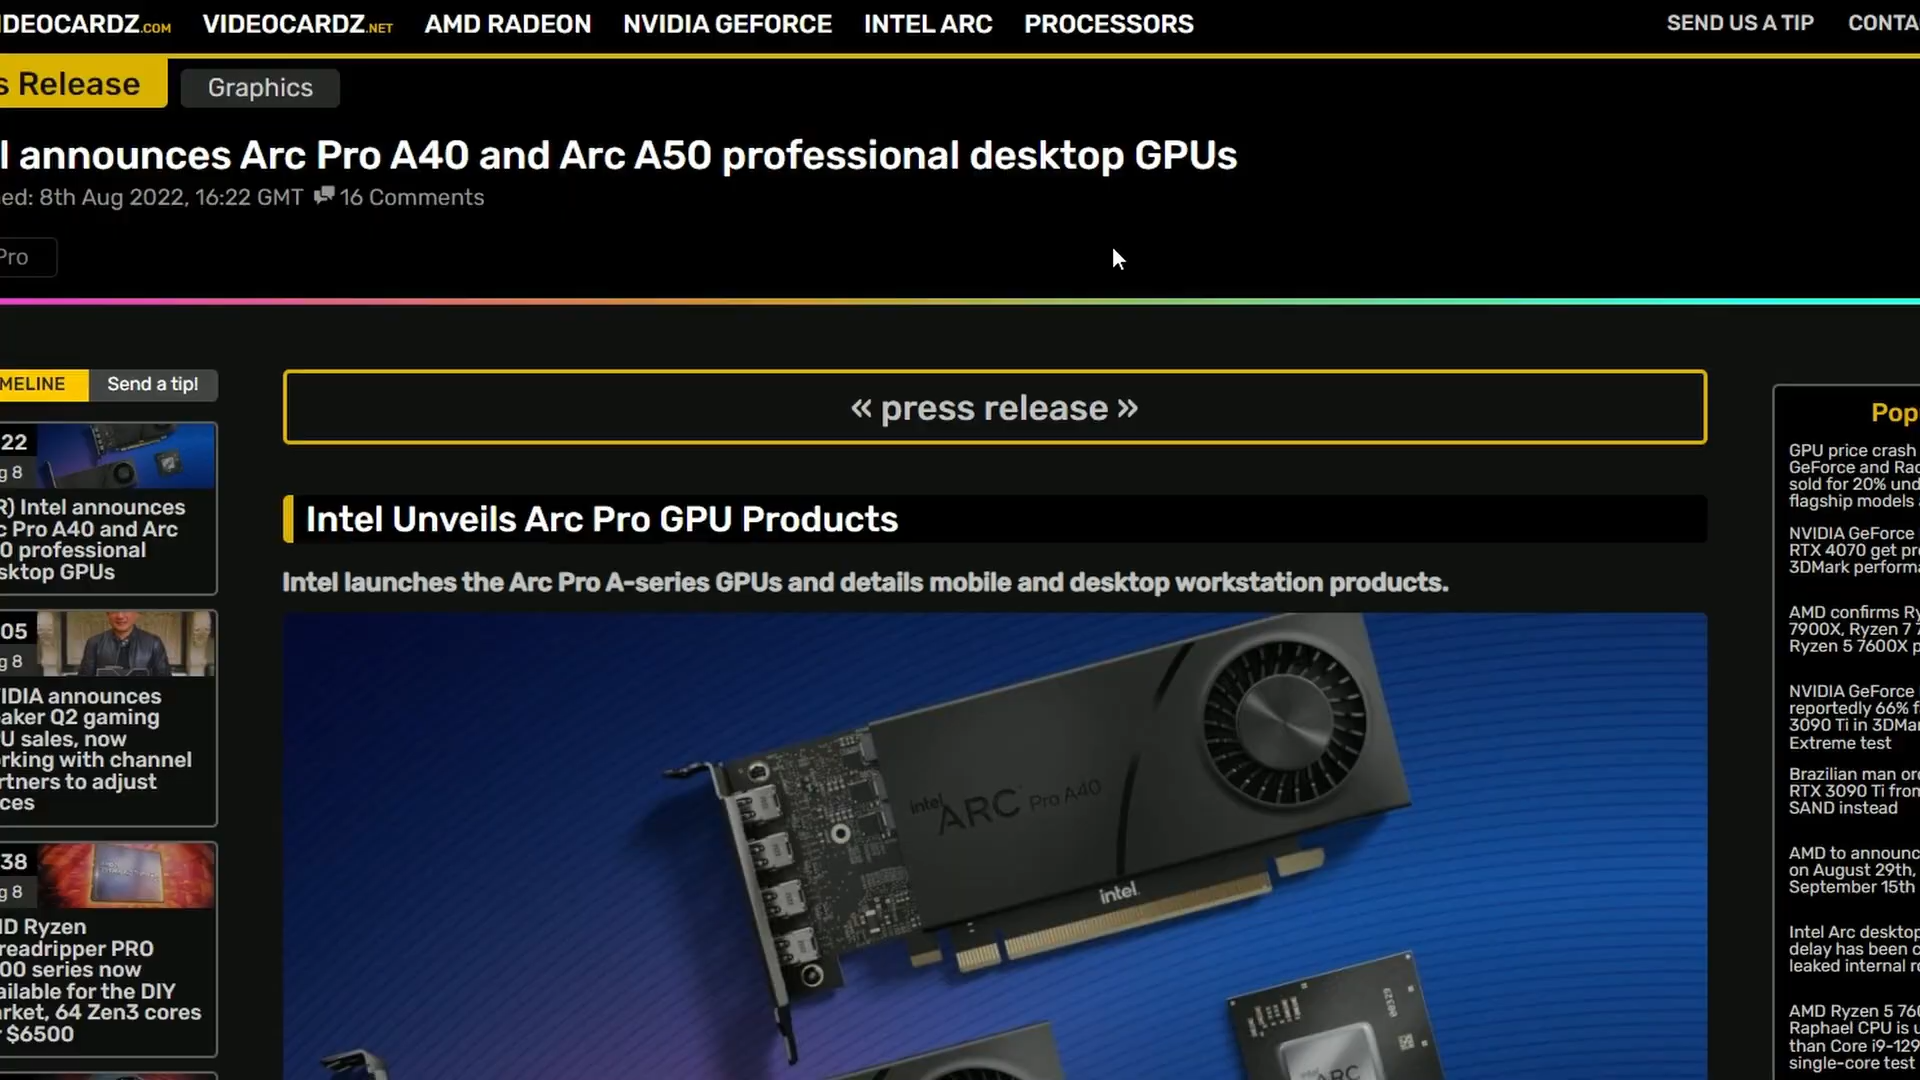 IDEOCARDZ.COM VIDEOCARDZ.NET AMD RADEON NVIDIA GEFORCE INTEL ARC PROCESSORS SEND US A TIP CONTA
s Release Graphics
l announces Arc Pro A40 and Arc A50 professional desktop GPUs
ed: 8th Aug 2022, 16:22 GMT 16 Comments
Pro
MELINE Send a tip!
22
g 8
R) Intel announces
c Pro A40 and Arc
0 professional
sktop GPUs
05
g 8
IDIA announces
aker Q2 gaming
U sales, now
rking with channel
rtners to adjust
ces
38
g 8
D Ryzen
readripper PRO
00 series now
ailable for the DIY
rket, 64 Zen3 cores
r $6500
« press release »
Intel Unveils Arc Pro GPU Products
Intel launches the Arc Pro A-series GPUs and details mobile and desktop workstation products.
intel ARC Pro A40
intel
ARC
Pop
GPU price crash
GeForce and Rad
sold for 20% und
flagship models
NVIDIA GeForce
RTX 4070 get pr
3DMark perform
AMD confirms Ry
7900X, Ryzen 7 7
Ryzen 5 7600X p
NVIDIA GeForce
reportedly 66% f
3090 Ti in 3DMa
Extreme test
Brazilian man or
RTX 3090 Ti from
SAND instead
AMD to announc
on August 29th,
September 15th
Intel Arc desktop
delay has been c
leaked internal r
AMD Ryzen 5 760
Raphael CPU is u
than Core i9-129
single-core test